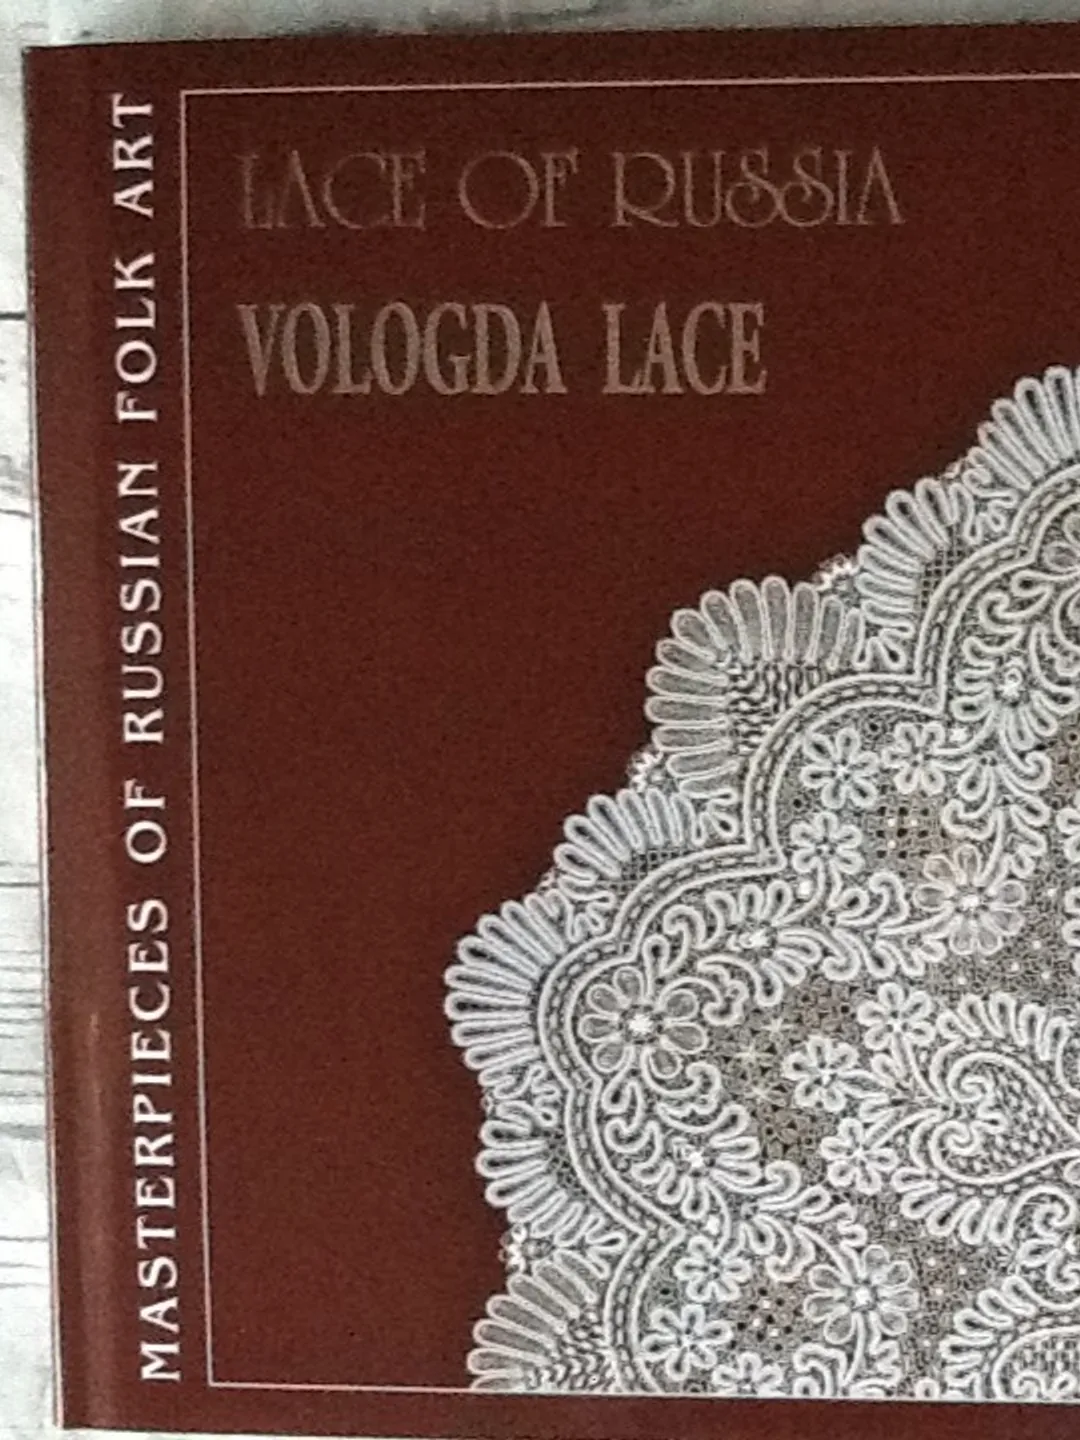 MASTERPIECES OF RUSSIAN FOLK ART
LACE OF RUSSIA
VOLOGDA LACE